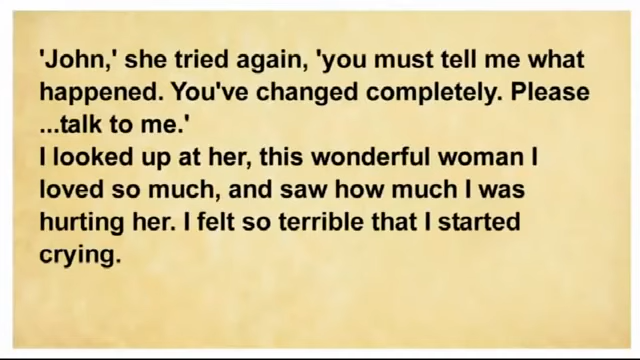 'John,' she tried again, 'you must tell me what
happened. You've changed completely. Please
...talk to me.'
I looked up at her, this wonderful woman I
loved so much, and saw how much I was
hurting her. I felt so terrible that I started
crying.